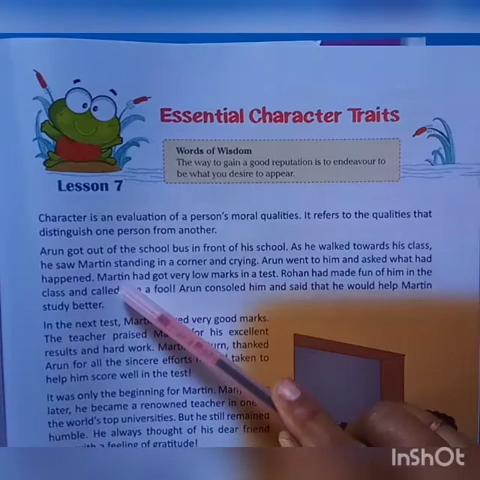 Essential Character Traits
Words of Wisdom
The way to gain a good reputation is to endeavour to
be what you desire to appear.
Lesson 7
Character is an evaluation of a person's moral qualities. It refers to the qualities that
distinguish one person from another.
Arun got out of the school bus in front of his school. As he walked towards his class,
he saw Martin standing in a corner and crying. Arun went to him and asked what had
happened. Martin had got very low marks in a test. Rohan had made fun of him in the
class and called a fool! Arun consoled him and said that he would help Martin
study better.
In the next test, very good marks.
The teacher praised for his excellent
results and hard work. thanked
Arun for all the sincere efforts taken to
help him score well in the test!
It was only the beginning for Martin.
later, he became a renowned teacher in
the world's top universities. But he still remained
humble. He always thought of his dear friend
with a feeling of gratitude!
InShOt